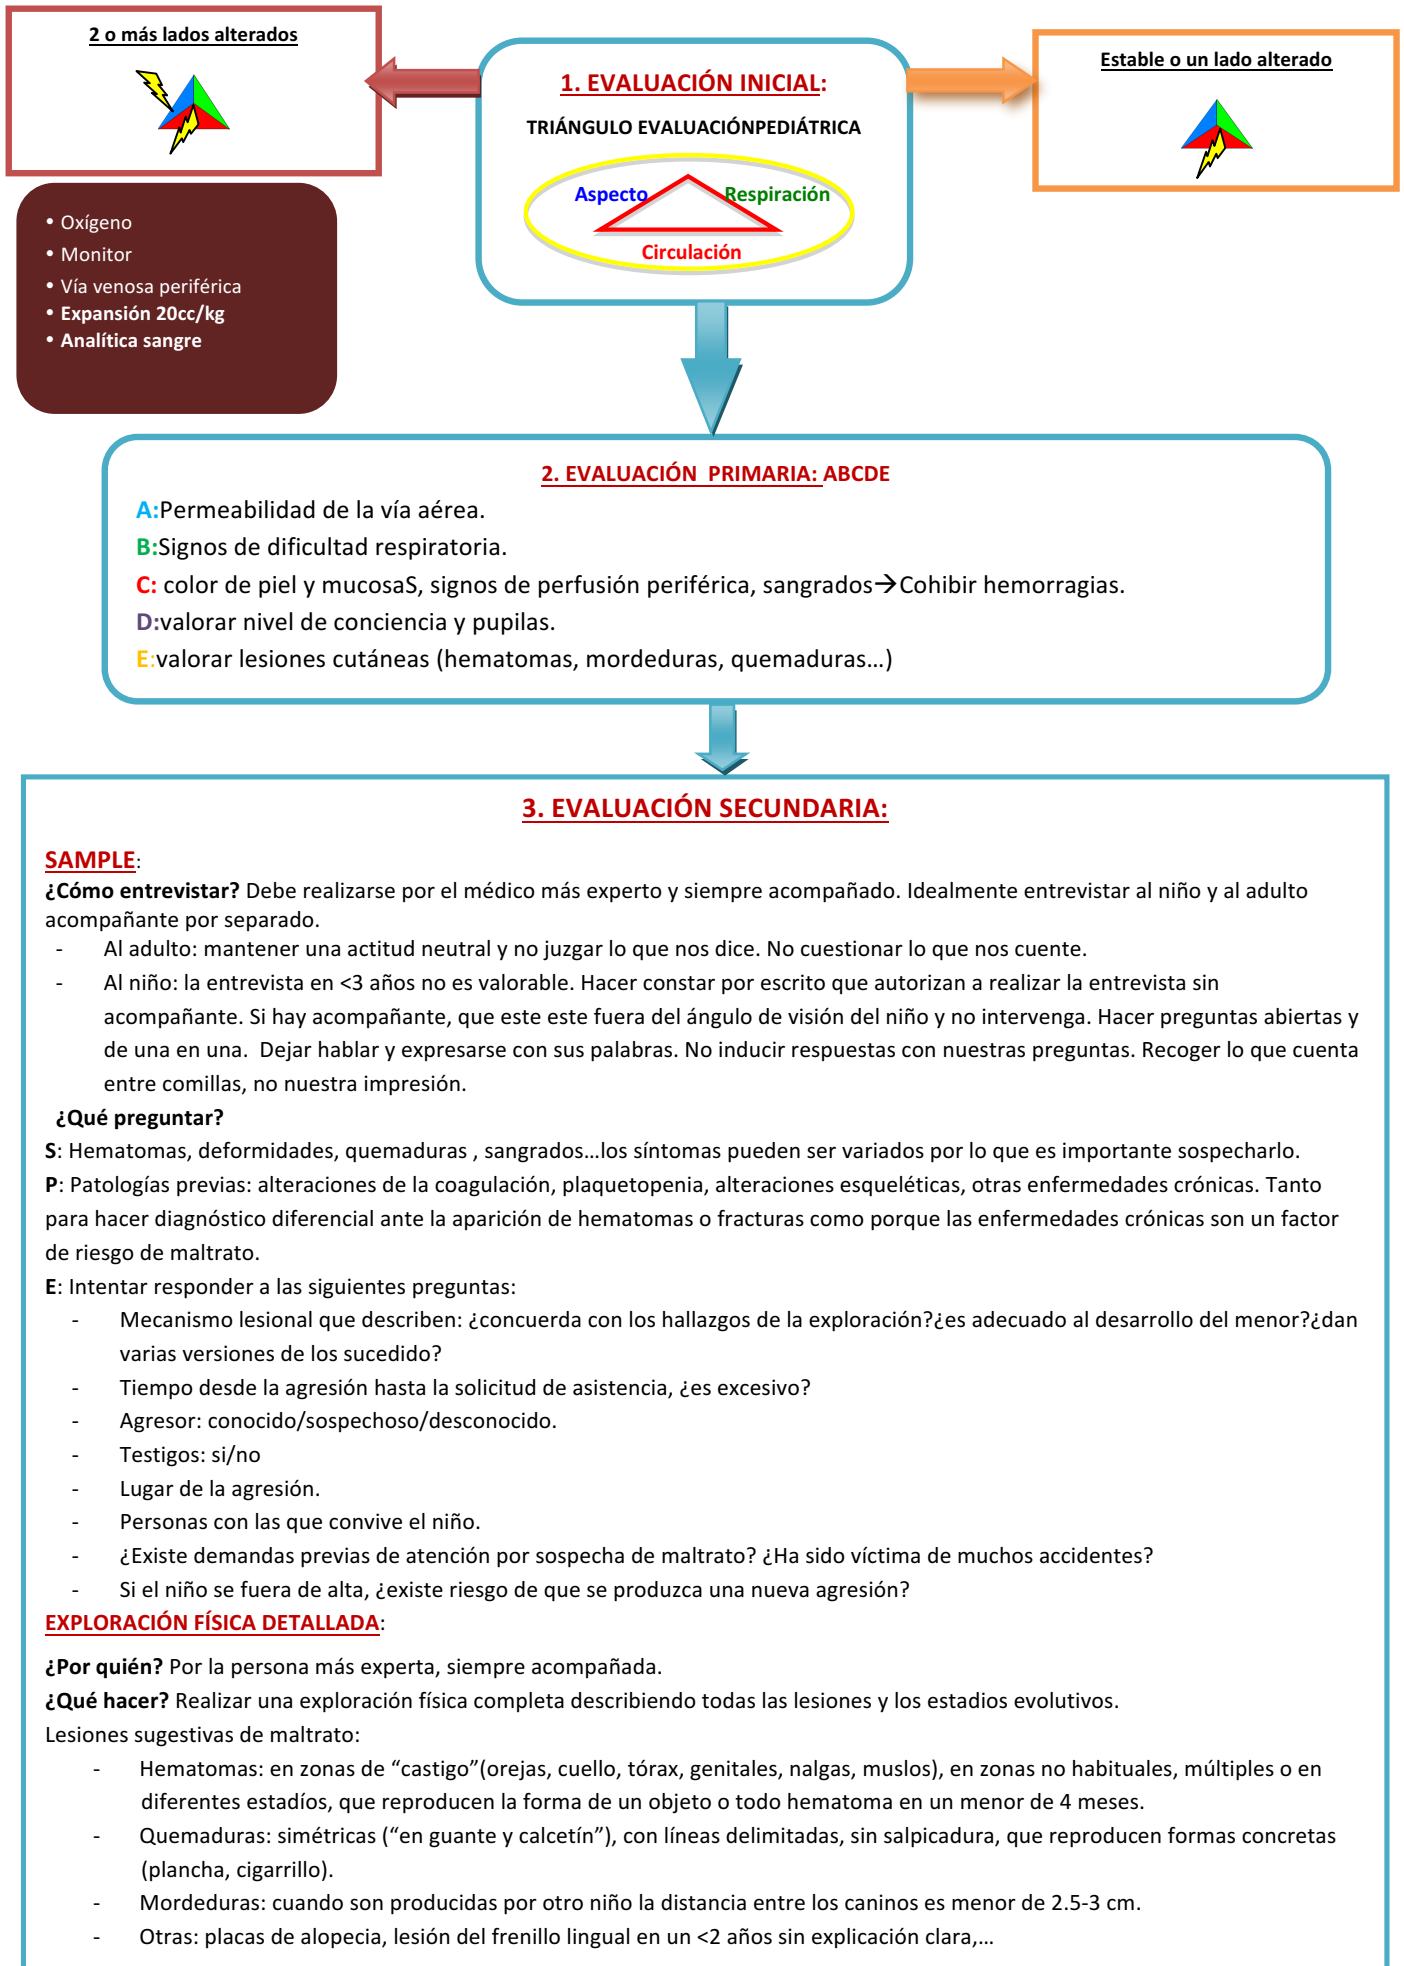 2 o más lados alterados
1. EVALUACIÓN INICIAL:
TRIÁNGULO EVALUACIÓNPEDIÁTRICA
Aspecto
Respiración
Circulación
Estable o un lado alterado
• Oxígeno
• Monitor
• Vía venosa periférica
• Expansión 20cc/kg
• Analítica sangre
2. EVALUACIÓN PRIMARIA: ABCDE
A:Permeabilidad de la vía aérea.
B:Signos de dificultad respiratoria.
C: color de piel y mucosaS, signos de perfusión periférica, sangrados→Cohibir hemorragias.
D:valorar nivel de conciencia y pupilas.
E:valorar lesiones cutáneas (hematomas, mordeduras, quemaduras…)
3. EVALUACIÓN SECUNDARIA:
SAMPLE:
¿Cómo entrevistar? Debe realizarse por el médico más experto y siempre acompañado. Idealmente entrevistar al niño y al adulto
acompañante por separado.
- Al adulto: mantener una actitud neutral y no juzgar lo que nos dice. No cuestionar lo que nos cuente.
- Al niño: la entrevista en <3 años no es valorable. Hacer constar por escrito que autorizan a realizar la entrevista sin
acompañante. Si hay acompañante, que este este fuera del ángulo de visión del niño y no intervenga. Hacer preguntas abiertas y
de una en una. Dejar hablar y expresarse con sus palabras. No inducir respuestas con nuestras preguntas. Recoger lo que cuenta
entre comillas, no nuestra impresión.
¿Qué preguntar?
S: Hematomas, deformidades, quemaduras , sangrados…los síntomas pueden ser variados por lo que es importante sospecharlo.
P: Patologías previas: alteraciones de la coagulación, plaquetopenia, alteraciones esqueléticas, otras enfermedades crónicas. Tanto
para hacer diagnóstico diferencial ante la aparición de hematomas o fracturas como porque las enfermedades crónicas son un factor
de riesgo de maltrato.
E: Intentar responder a las siguientes preguntas:
- Mecanismo lesional que describen: ¿concuerda con los hallazgos de la exploración?¿es adecuado al desarrollo del menor?¿dan
varias versiones de los sucedido?
- Tiempo desde la agresión hasta la solicitud de asistencia, ¿es excesivo?
- Agresor: conocido/sospechoso/desconocido.
- Testigos: si/no
- Lugar de la agresión.
- Personas con las que convive el niño.
- ¿Existe demandas previas de atención por sospecha de maltrato? ¿Ha sido víctima de muchos accidentes?
- Si el niño se fuera de alta, ¿existe riesgo de que se produzca una nueva agresión?
EXPLORACIÓN FÍSICA DETALLADA:
¿Por quién? Por la persona más experta, siempre acompañada.
¿Qué hacer? Realizar una exploración física completa describiendo todas las lesiones y los estadios evolutivos.
Lesiones sugestivas de maltrato:
- Hematomas: en zonas de “castigo”(orejas, cuello, tórax, genitales, nalgas, muslos), en zonas no habituales, múltiples o en
diferentes estadíos, que reproducen la forma de un objeto o todo hematoma en un menor de 4 meses.
- Quemaduras: simétricas (“en guante y calcetín”), con líneas delimitadas, sin salpicadura, que reproducen formas concretas
(plancha, cigarrillo).
- Mordeduras: cuando son producidas por otro niño la distancia entre los caninos es menor de 2.5-3 cm.
- Otras: placas de alopecia, lesión del frenillo lingual en un <2 años sin explicación clara,…